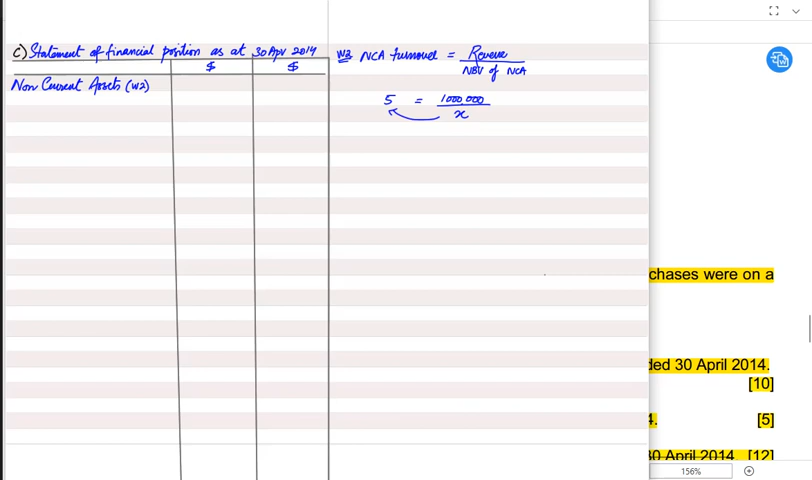 C) Statement of financial position as at 30 Apr 2014
$ $
Non Current Assets (W2)
W2 NCA turnover = Revenue / NBV of NCA
5 = 1000,000 / x
chases were on a
ded 30 April 2014.
[10]
4. [5]
30 April 2014. [12]
156%